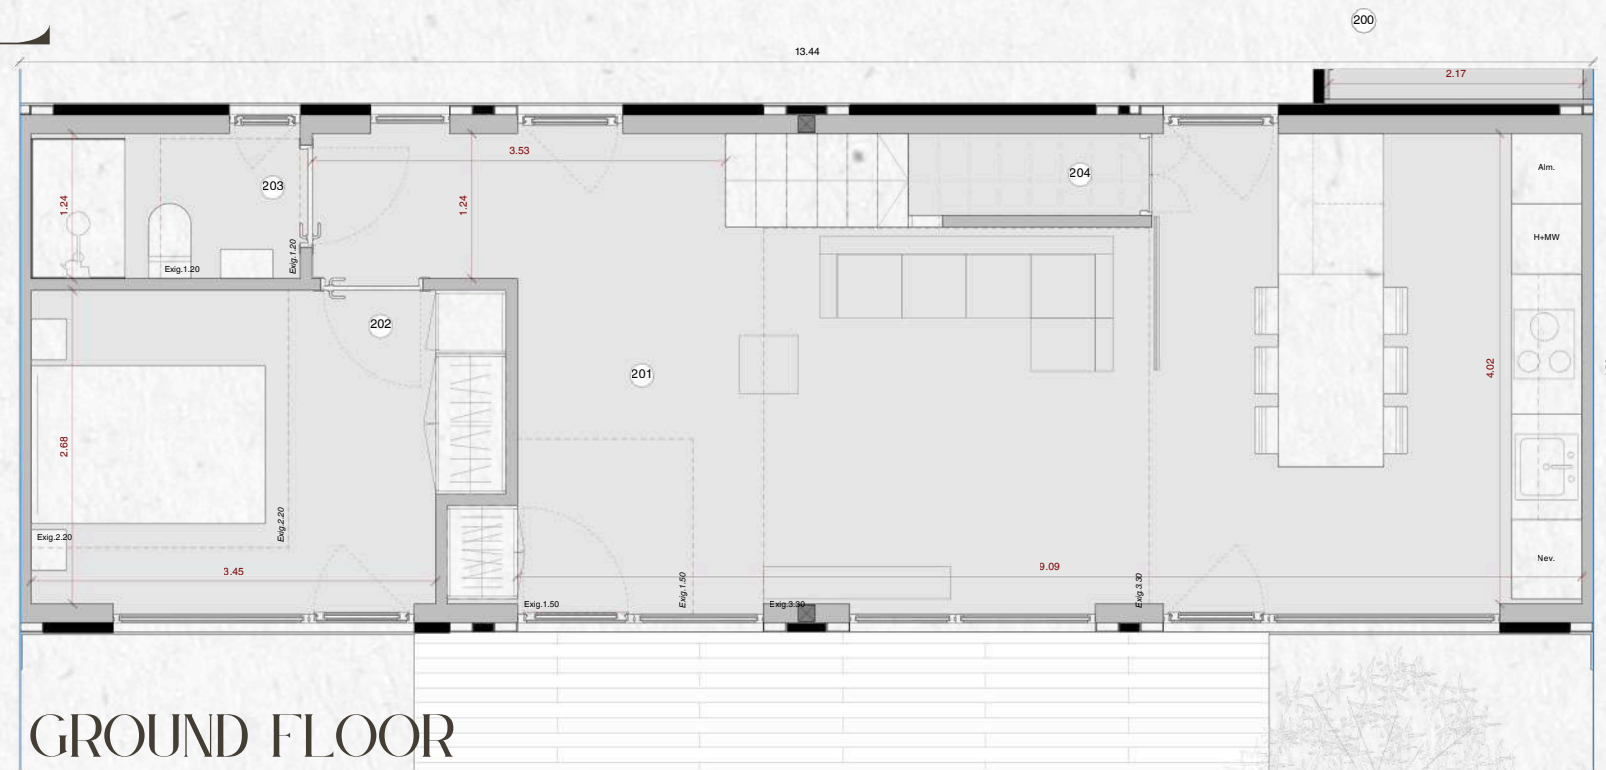 200
13.44
2.17
3.53
203
204
Alm.
1.24
1.24
H+MW
Exig.1.20
Exig.1.20
202
201
4.02
2.68
Exig.2.20
Exig.2.20
Nev.
3.45
9.09
Exig.1.50
Exig.1.50
Exig.3.30
Exig.3.30
GROUND FLOOR